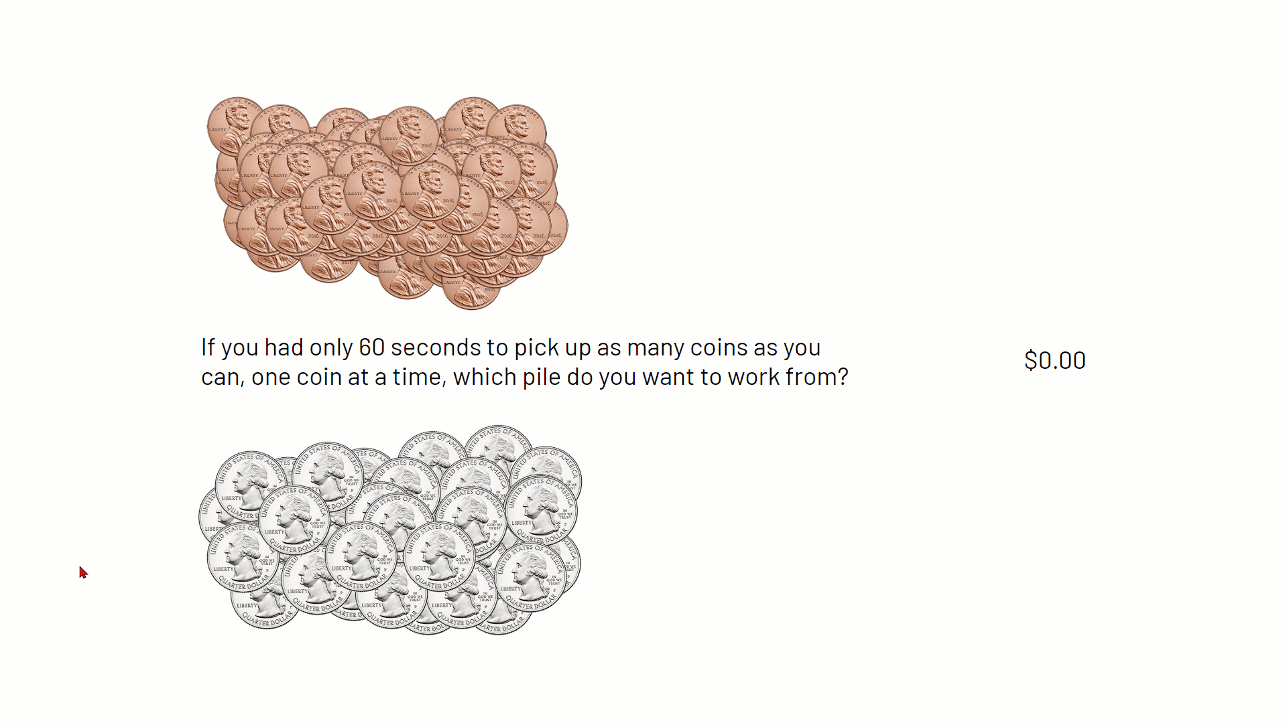 If you had only 60 seconds to pick up as many coins as you
can, one coin at a time, which pile do you want to work from?
$0.00